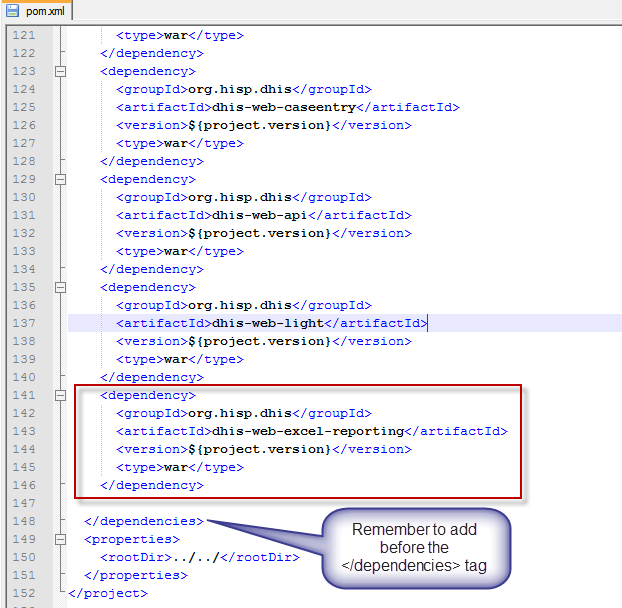 pom.xml
121 <type>war</type>
122 </dependency>
123 <dependency>
124 <groupId>org.hisp.dhis</groupId>
125 <artifactId>dhis-web-caseentry</artifactId>
126 <version>${project.version}</version>
127 <type>war</type>
128 </dependency>
129 <dependency>
130 <groupId>org.hisp.dhis</groupId>
131 <artifactId>dhis-web-api</artifactId>
132 <version>${project.version}</version>
133 <type>war</type>
134 </dependency>
135 <dependency>
136 <groupId>org.hisp.dhis</groupId>
137 <artifactId>dhis-web-light</artifactId>
138 <version>${project.version}</version>
139 <type>war</type>
140 </dependency>
141 <dependency>
142 <groupId>org.hisp.dhis</groupId>
143 <artifactId>dhis-web-excel-reporting</artifactId>
144 <version>${project.version}</version>
145 <type>war</type>
146 </dependency>
147
148 </dependencies>
149 <properties>
150 <rootDir>../../</rootDir>
151 </properties>
152 </project>
Remember to add
before the
</dependencies> tag